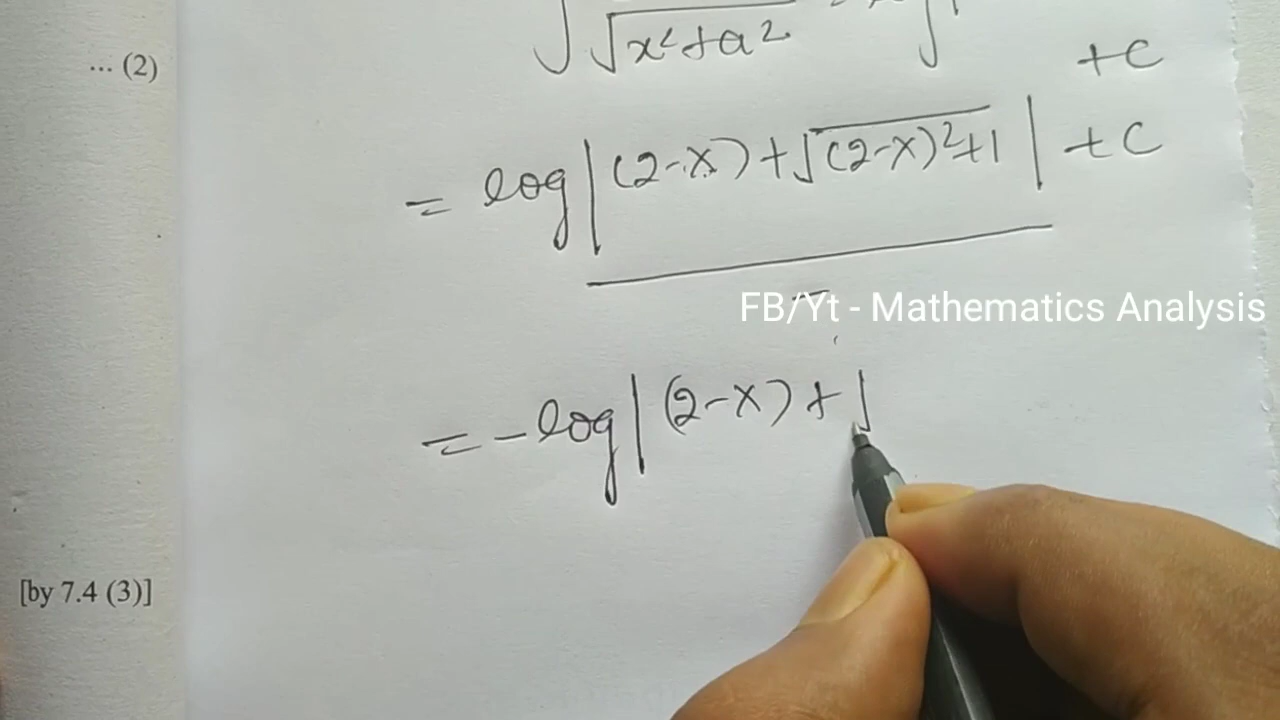 ... (2)
∫ √x²+a²
+c
= log|(2-x)+√(2-x)²+1| +c
-
FB/Yt - Mathematics Analysis
= -log|(2-x)+
[by 7.4 (3)]